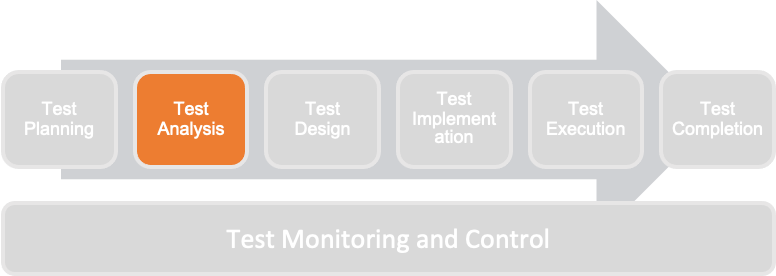 Test
Planning
Test
Analysis
Test
Design
Test
Implement
ation
Test
Execution
Test
Completion
Test Monitoring and Control